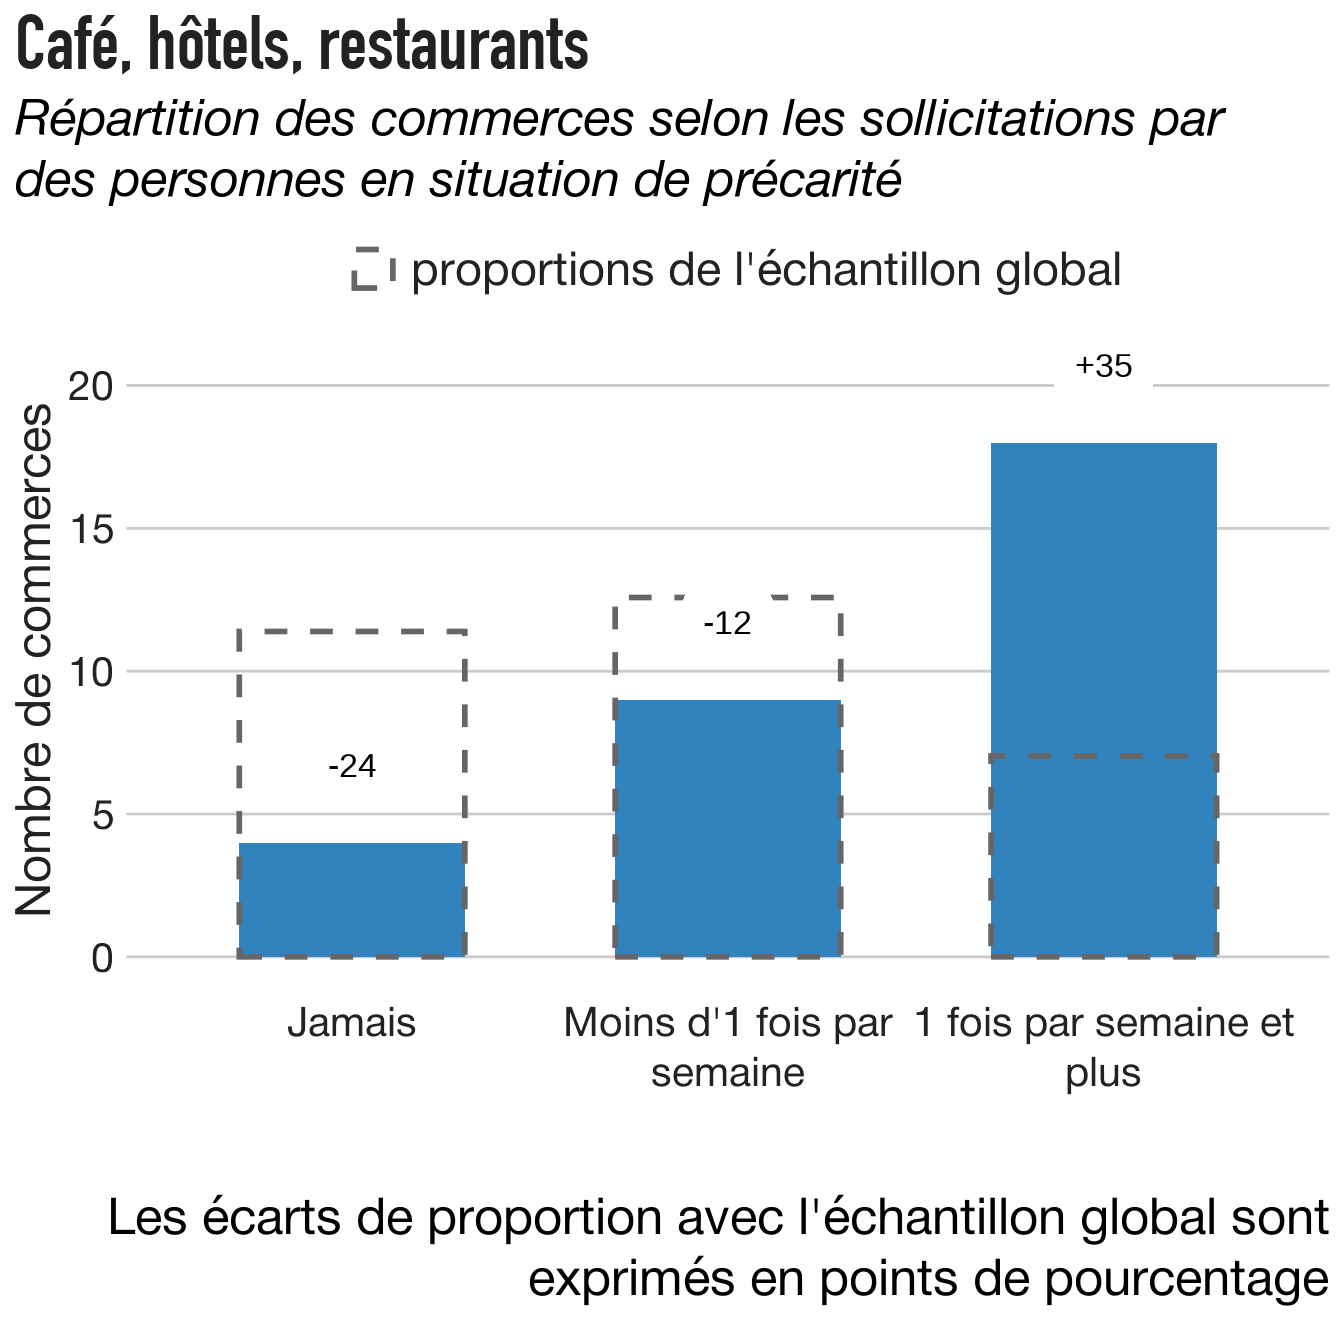 Café, hôtels, restaurants
Répartition des commerces selon les sollicitations par
des personnes en situation de précarité
proportions de l'échantillon global
Nombre de commerces
20
15
10
5
0
+35
-12
-24
Jamais
Moins d'1 fois par
semaine
1 fois par semaine et
plus
Les écarts de proportion avec l'échantillon global sont
exprimés en points de pourcentage